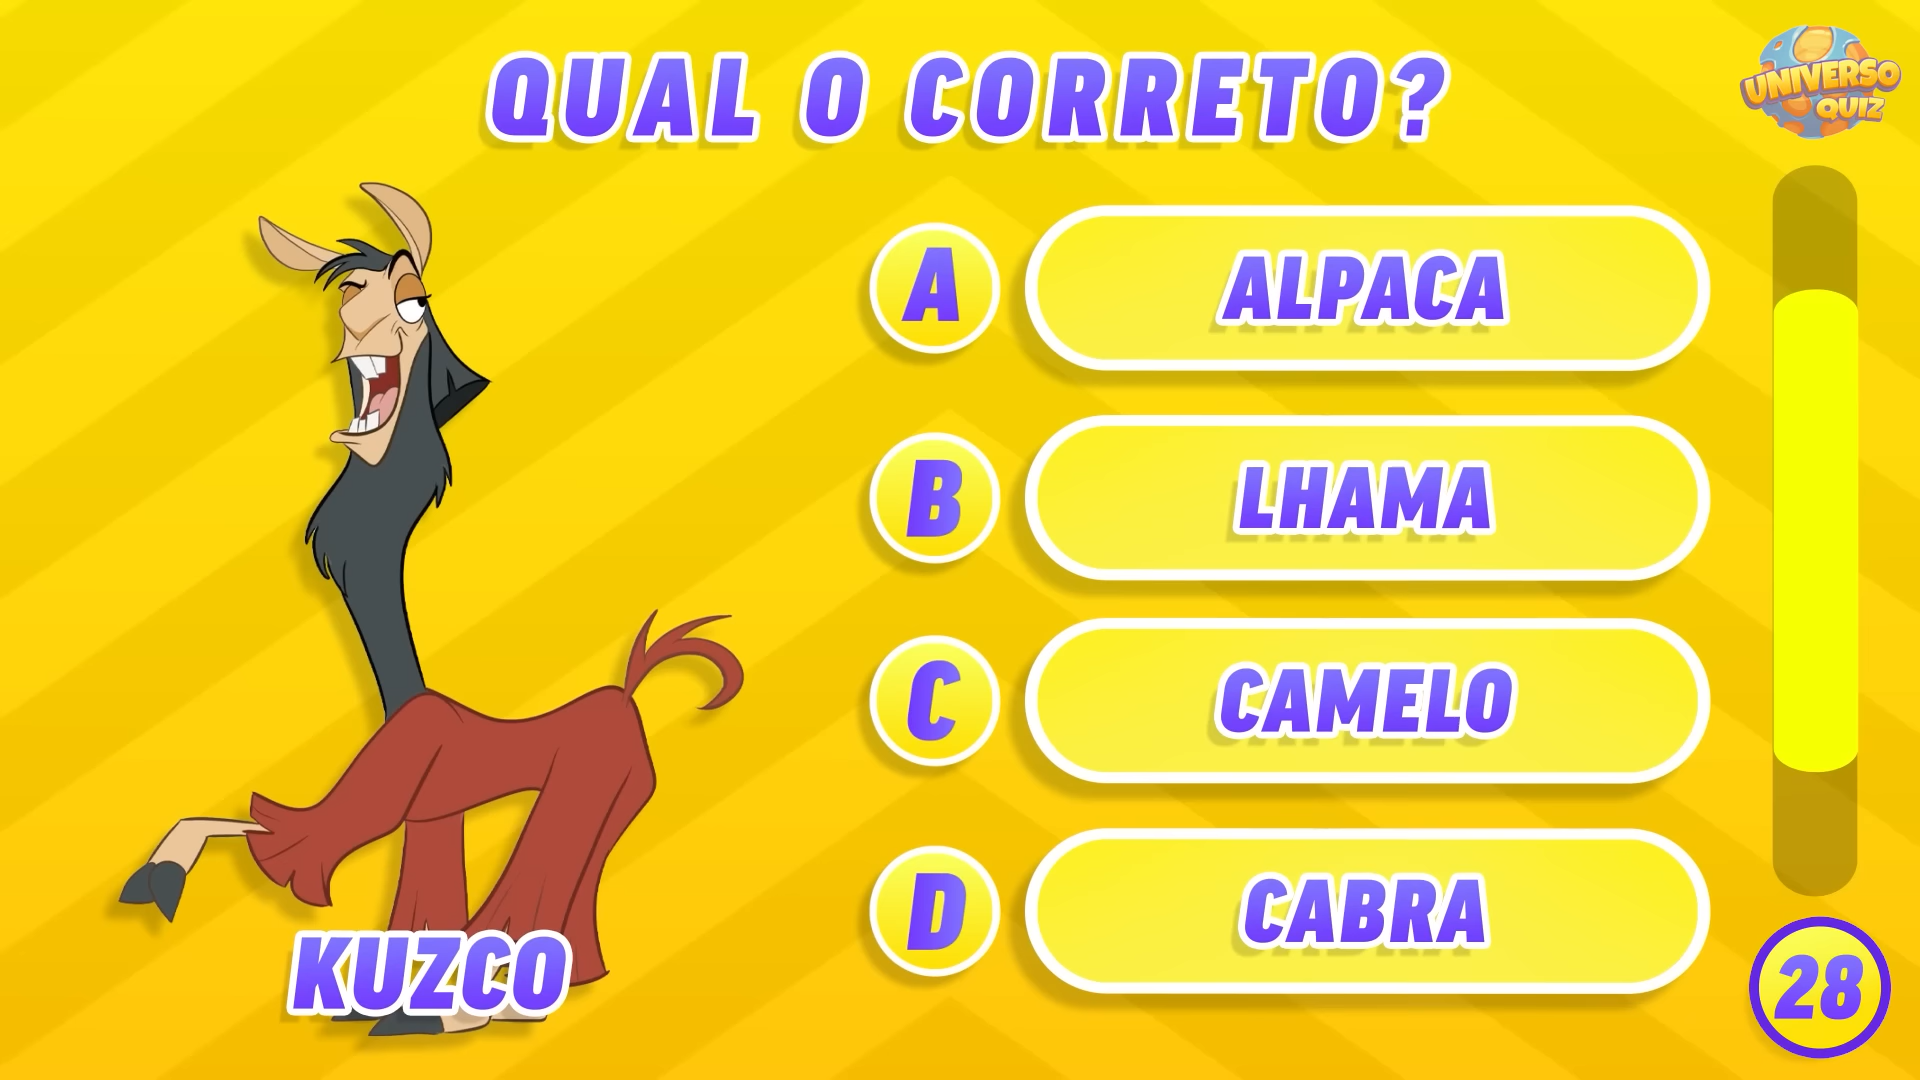 QUAL O CORRETO?
UNIVERSO
QUIZ
A ALPACA
B LHAMA
C CAMELO
D CABRA
KUZCO
28